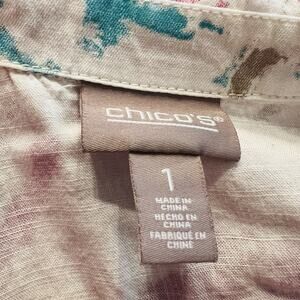 chico's®
1
MADE IN
CHINA
HECHO EN
CHINA
FABRIQUÉ EN
CHINE